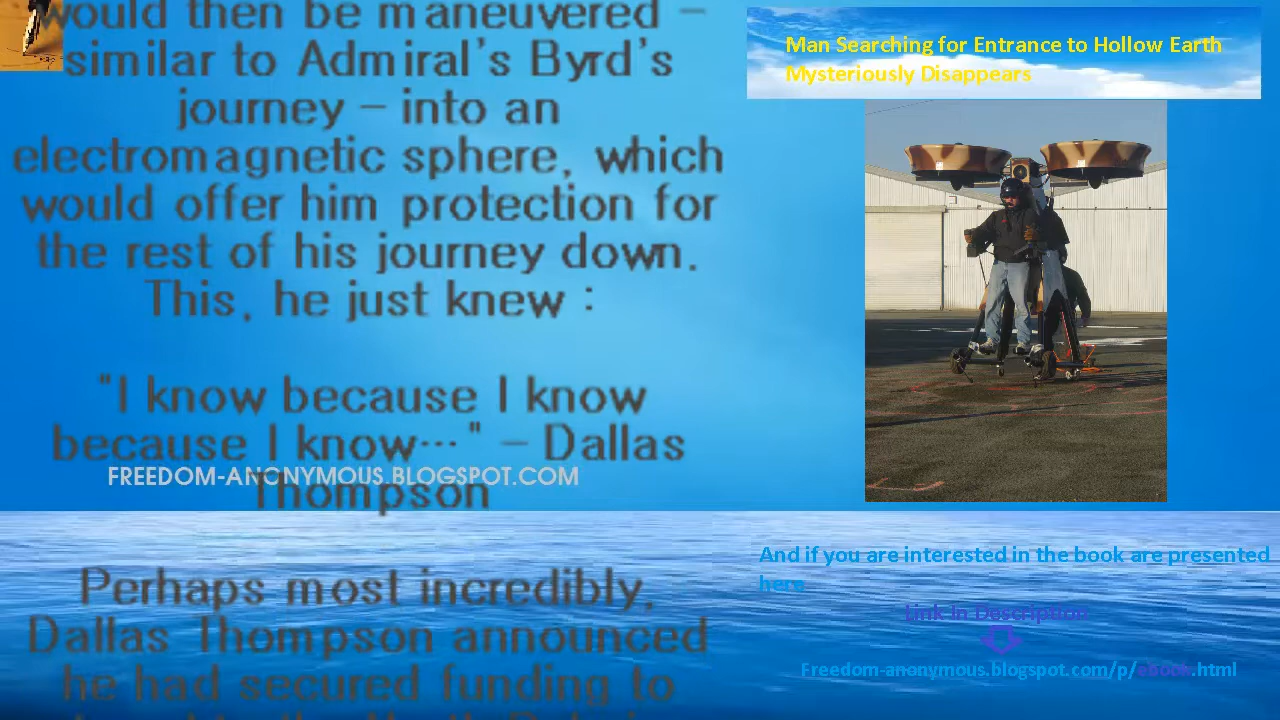 would then be maneuvered –
similar to Admiral's Byrd's
journey – into an
electromagnetic sphere, which
would offer him protection for
the rest of his journey down.
This, he just knew :
"I know because I know
because I know…" – Dallas
Thompson
FREEDOM-ANONYMOUS.BLOGSPOT.COM
Perhaps most incredibly,
Dallas Thompson announced
he had secured funding to
Man Searching for Entrance to Hollow Earth
Mysteriously Disappears
And if you are interested in the book are presented
here
Link In Description
Freedom-anonymous.blogspot.com/p/ebook.html